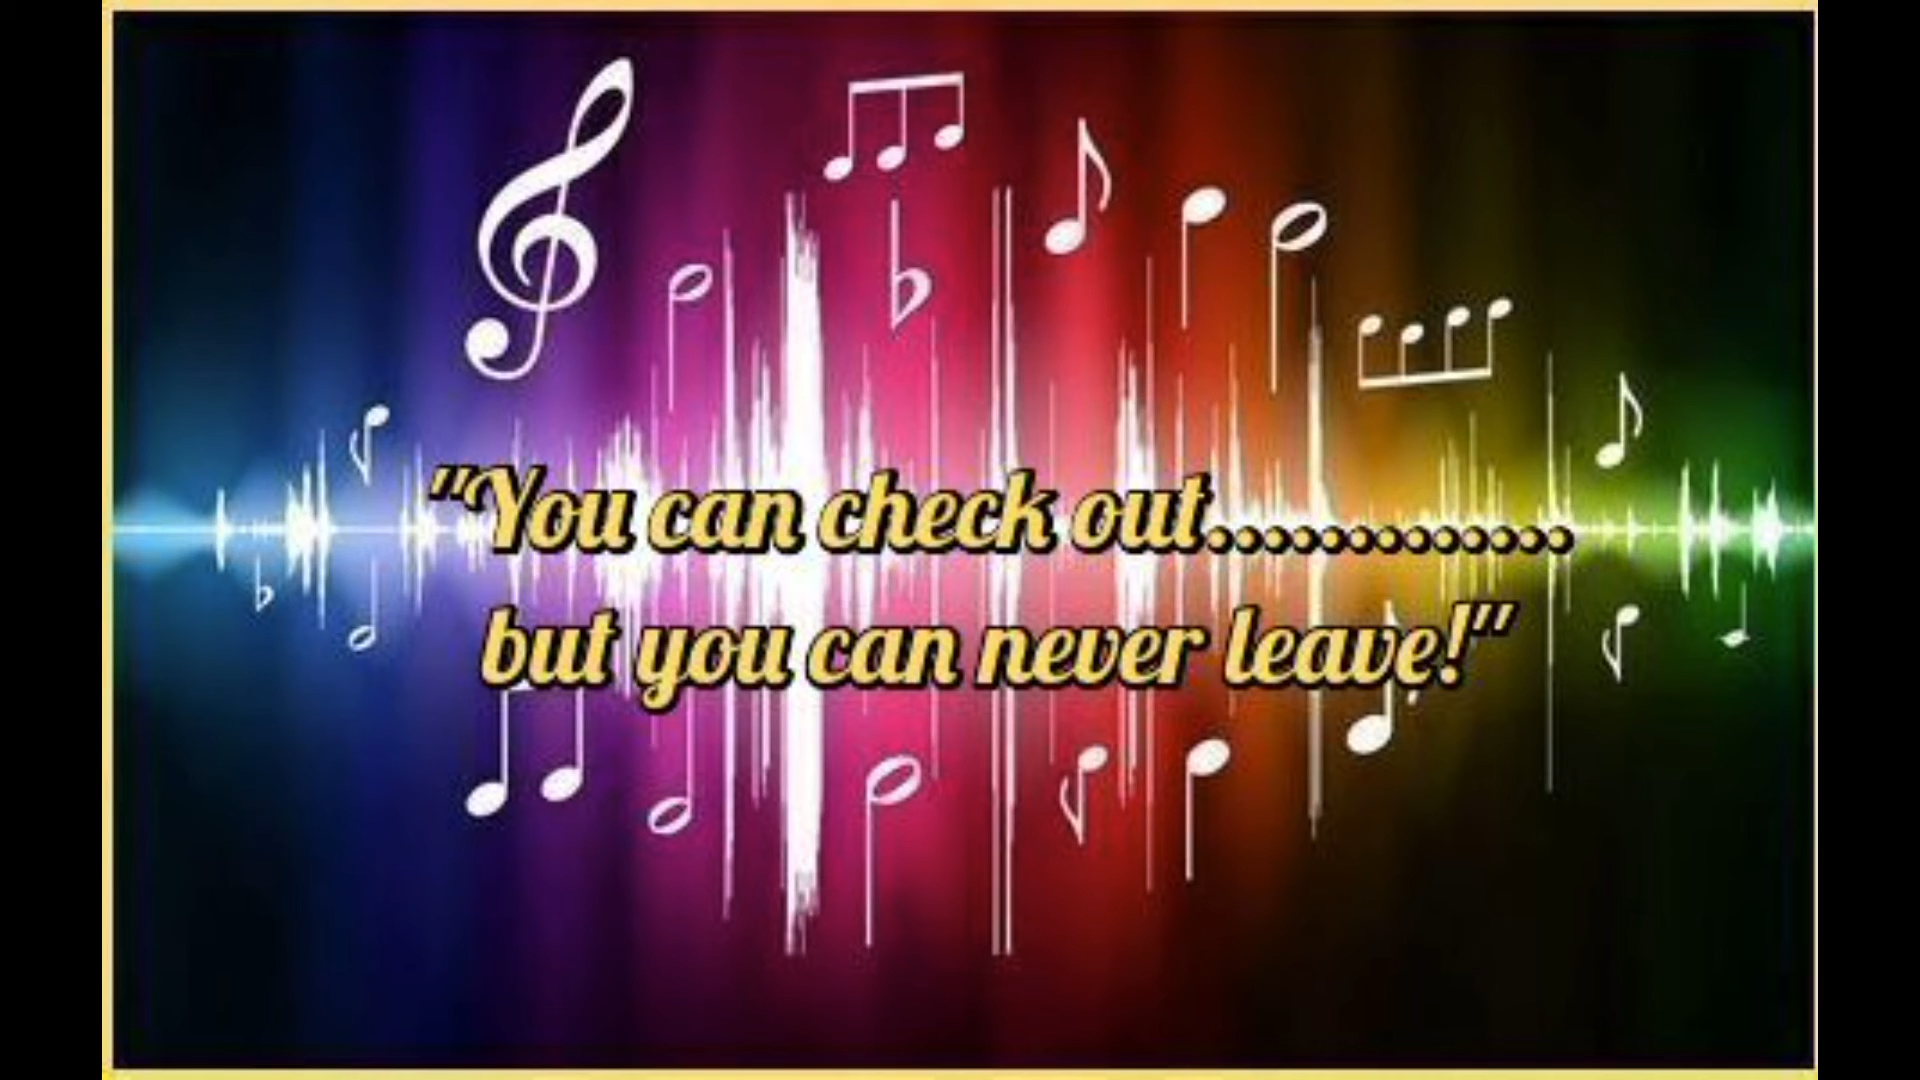 "You can check out.............
but you can never leave!"